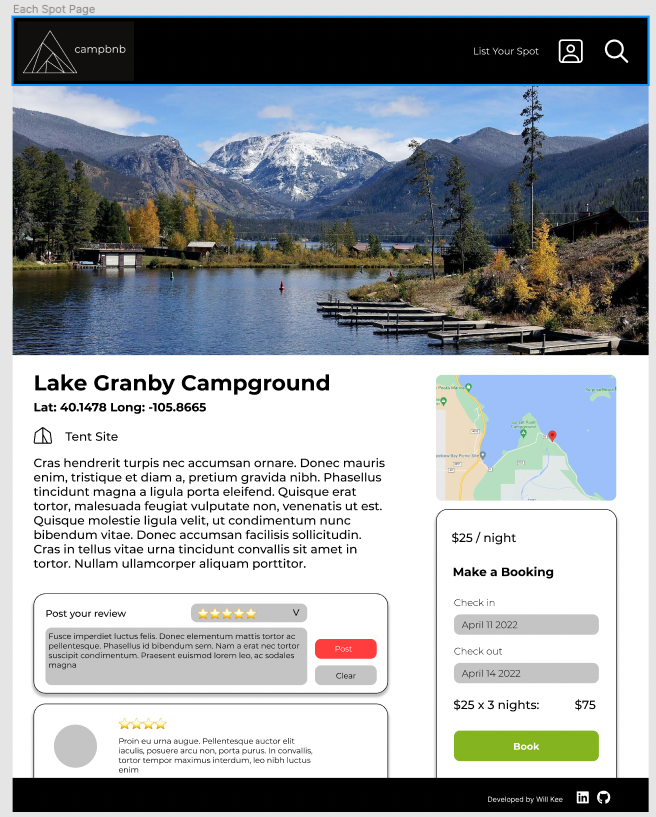 Each Spot Page
campbnb
List Your Spot
Lake Granby Campground
Lat: 40.1478 Long: -105.8665
Tent Site
Cras hendrerit turpis nec accumsan ornare. Donec mauris
enim, tristique et diam a, pretium gravida nibh. Phasellus
tincidunt magna a ligula porta eleifend. Quisque erat
tortor, malesuada feugiat vulputate non, venenatis ut est.
Quisque molestie ligula velit, ut condimentum nunc
bibendum vitae. Donec accumsan facilisis sollicitudin.
Cras in tellus vitae urna tincidunt convallis sit amet in
tortor. Nullam ullamcorper aliquam porttitor.
Post your review
V
Fusce imperdiet luctus felis. Donec elementum mattis tortor ac
pellentesque. Phasellus id bibendum sem. Nam a erat nec tortor
suscipit condimentum. Praesent euismod lorem leo, ac sodales
magna
Post
Clear
Proin eu urna augue. Pellentesque auctor elit
iaculis, posuere arcu non, porta purus. In convallis,
tortor tempor maximus interdum, leo nibh luctus
enim
$25 / night
Make a Booking
Check in
April 11 2022
Check out
April 14 2022
$25 x 3 nights:
$75
Book
Developed by Will Kee